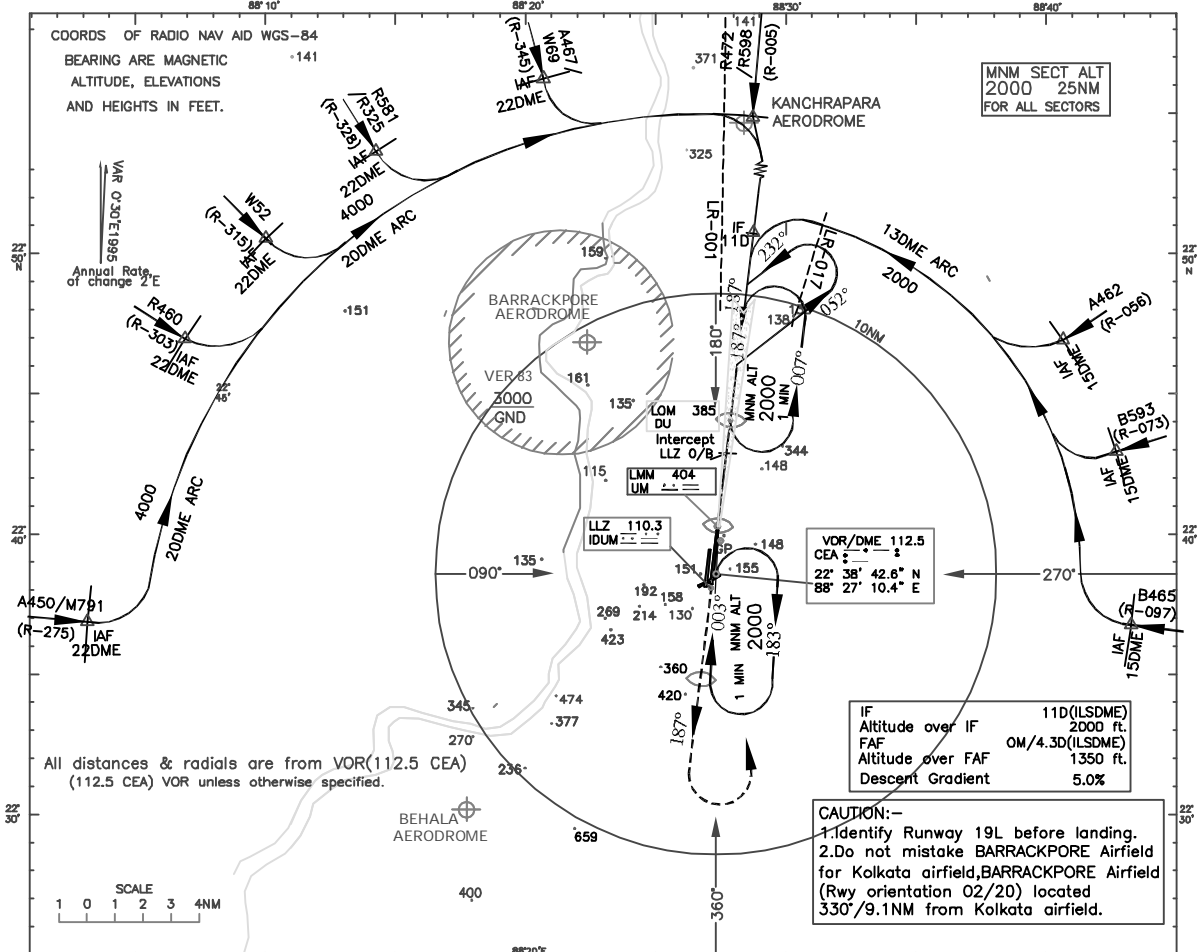 88°10'
88°20'
88°30'
88°40'
COORDS OF RADIO NAV AID WGS-84
BEARING ARE MAGNETIC
ALTITUDE, ELEVATIONS
AND HEIGHTS IN FEET.
141
A467/
W69
(R-345)
IAF
22DME
371
141
R472
/R598
(R-005)
MNM SECT ALT
2000 25NM
FOR ALL SECTORS
KANCHRAPARA
AERODROME
R581
/R325
(R-328)
IAF
22DME
325
4000
20DME ARC
VAR 0°30'E1995
Annual Rate
of change 2'E
W52
(R-315)
IAF
22DME
22°
50'
N
LR-001
IF
11D
232°
LR-017
13DME ARC
2000
22°
50'
N
159
BARRACKPORE
AERODROME
151
R460
(R-303)
IAF
22DME
22°
45'
187°
187°
180°
138
052°
10NM
A462
(R-056)
IAF
15DME
VER 83
3000
GND
161
135
LOM 385
DU
Intercept
LLZ O/B
MNM ALT
2000
1 MIN
007°
344
148
B593
(R-073)
IAF
15DME
115
LMM 404
UM
4000
20DME ARC
22°
40'
LLZ 110.3
IDUM
GP
148
VOR/DME 112.5
CEA
22° 38' 42.6" N
88° 27' 10.4" E
22°
40'
135
090°
151
155
270°
192
158
269
214
130
423
003°
1 MIN MNM ALT
2000
183°
A450/M791
(R-275)
IAF
22DME
B465
(R-097)
IAF
15DME
360
420
187°
345
474
377
270
236
IF 11D(ILSDME)
Altitude over IF 2000 ft.
FAF OM/4.3D(ILSDME)
Altitude over FAF 1350 ft.
Descent Gradient 5.0%
All distances & radials are from VOR(112.5 CEA)
(112.5 CEA) VOR unless otherwise specified.
22°
30'
BEHALA
AERODROME
659
22°
30'
CAUTION:-
1.Identify Runway 19L before landing.
2.Do not mistake BARRACKPORE Airfield
for Kolkata airfield,BARRACKPORE Airfield
(Rwy orientation 02/20) located
330°/9.1NM from Kolkata airfield.
SCALE
1 0 1 2 3 4NM
400
360°
88°20'E